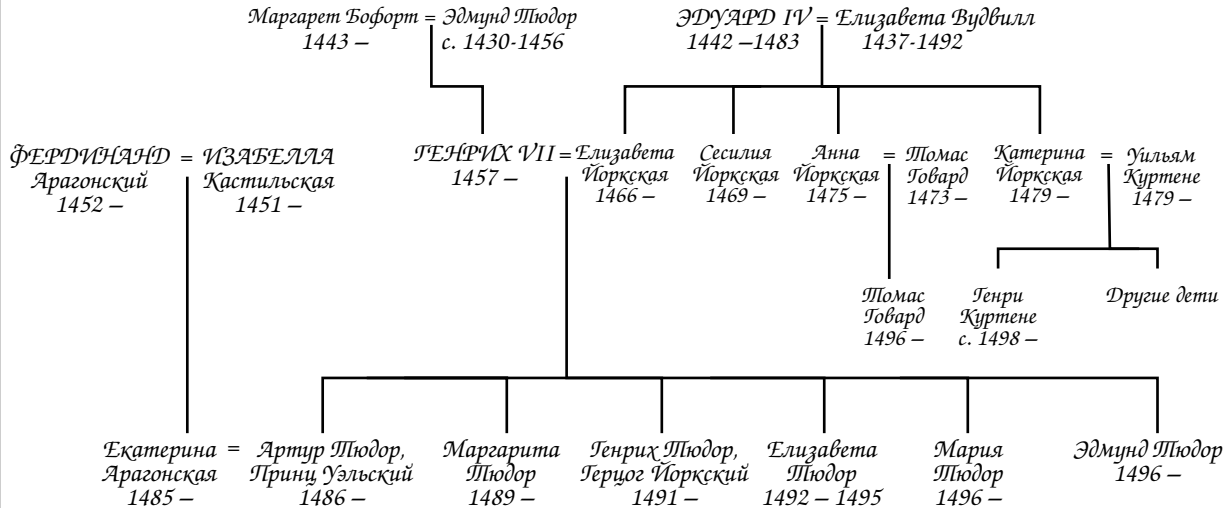 Маргарет Бофорт = Эдмунд Тюдор
1443 – с. 1430-1456
ЭДУАРД IV = Елизавета Вудвилл
1442 –1483 1437-1492
ФЕРДИНАНД = ИЗАБЕЛЛА
Арагонский Кастильская
1452 – 1451 –
ГЕНРИХ VII = Елизавета
Йоркская
1457 – 1466 –
Сесилия
Йоркская
1469 –
Анна = Томас
Йоркская Говард
1475 – 1473 –
Катерина = Уильям
Йоркская Куртене
1479 – 1479 –
Томас
Говард
1496 –
Генри
Куртене
с. 1498 –
Другие дети
Екатерина = Артур Тюдор,
Арагонская Принц Уэльский
1485 – 1486 –
Маргарита
Тюдор
1489 –
Генрих Тюдор,
Герцог Йоркский
1491 –
Елизавета
Тюдор
1492 – 1495
Мария
Тюдор
1496 –
Эдмунд Тюдор
1496 –